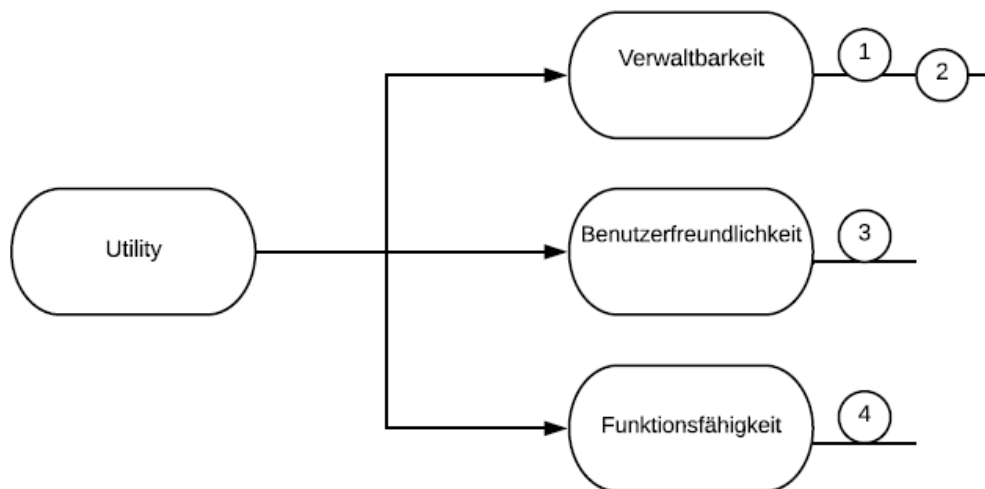 Verwaltbarkeit
1
2
Utility
Benutzerfreundlichkeit
3
Funktionsfähigkeit
4